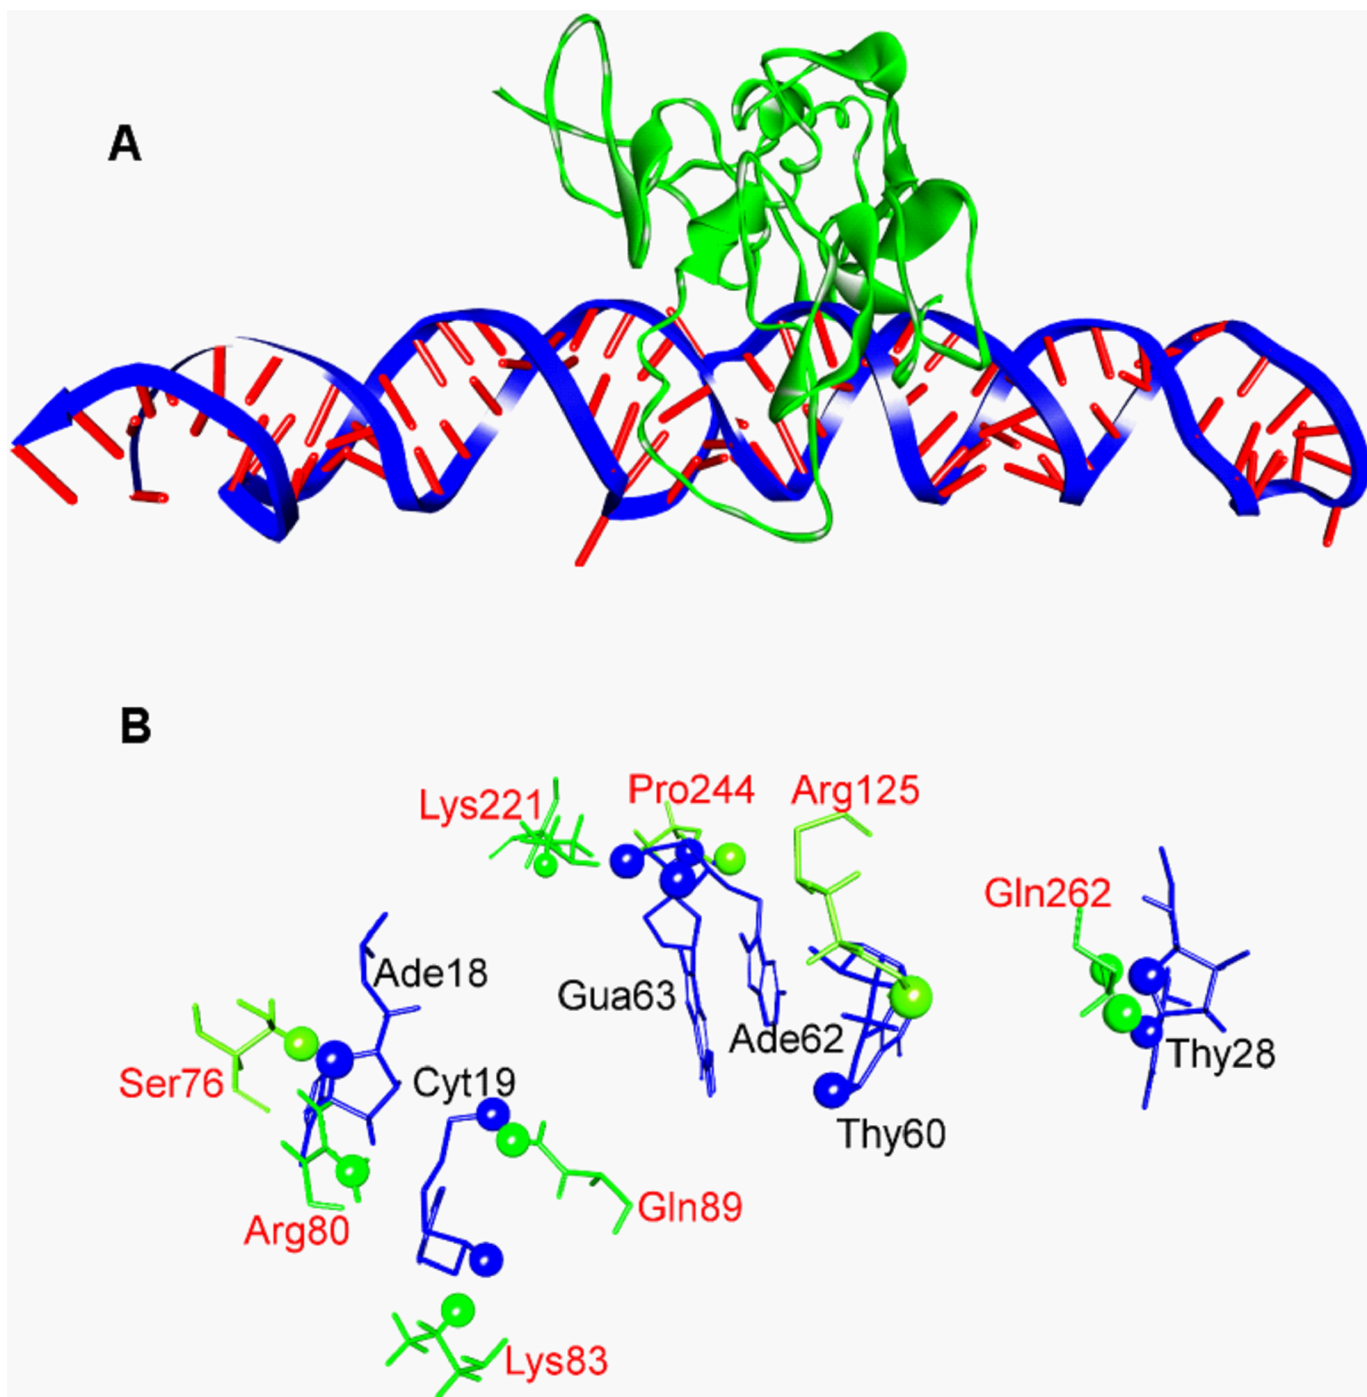 A
B
Lys221
Pro244
Arg125
Gln262
Ade18
Gua63
Ade62
Thy28
Ser76
Cyt19
Thy60
Arg80
Gln89
Lys83